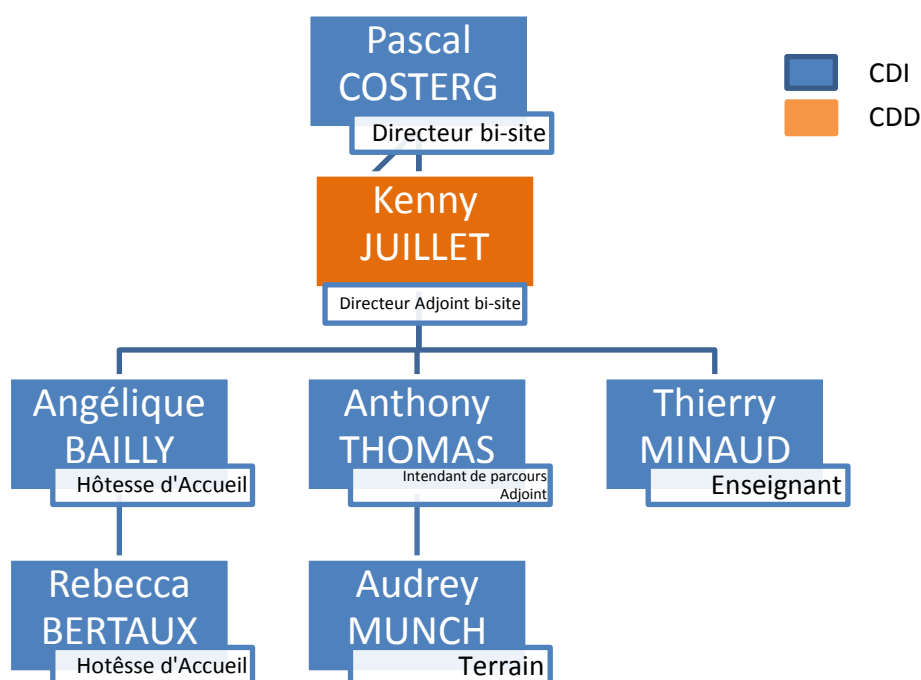 Pascal
COSTERG
Directeur bi-site
CDI
CDD
Kenny
JUILLET
Directeur Adjoint bi-site
Angélique
BAILLY
Hôtesse d'Accueil
Anthony
THOMAS
Intendant de parcours
Adjoint
Thierry
MINAUD
Enseignant
Rebecca
BERTAUX
Hotêsse d'Accueil
Audrey
MUNCH
Terrain